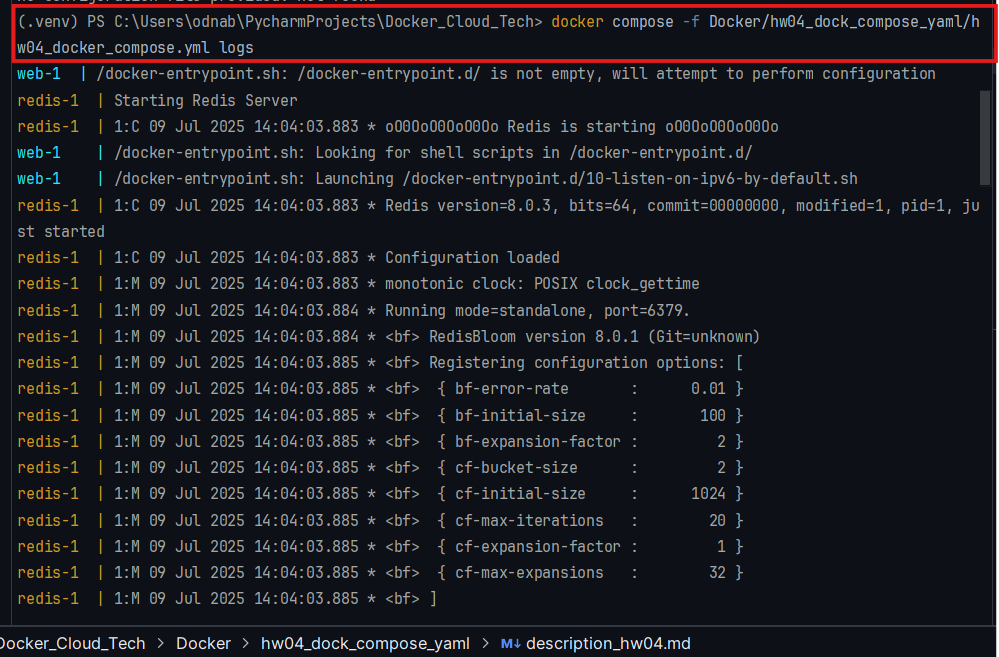 (.venv) PS C:\Users\odnab\PycharmProjects\Docker_Cloud_Tech> docker compose -f Docker/hw04_dock_compose_yaml/h
w04_docker_compose.yml logs
web-1  | /docker-entrypoint.sh: /docker-entrypoint.d/ is not empty, will attempt to perform configuration
redis-1  | Starting Redis Server
redis-1  | 1:C 09 Jul 2025 14:04:03.883 * oO0OoO0OoO0Oo Redis is starting oO0OoO0OoO0Oo
web-1    | /docker-entrypoint.sh: Looking for shell scripts in /docker-entrypoint.d/
web-1    | /docker-entrypoint.sh: Launching /docker-entrypoint.d/10-listen-on-ipv6-by-default.sh
redis-1  | 1:C 09 Jul 2025 14:04:03.883 * Redis version=8.0.3, bits=64, commit=00000000, modified=1, pid=1, ju
st started
redis-1  | 1:C 09 Jul 2025 14:04:03.883 * Configuration loaded
redis-1  | 1:M 09 Jul 2025 14:04:03.883 * monotonic clock: POSIX clock_gettime
redis-1  | 1:M 09 Jul 2025 14:04:03.884 * Running mode=standalone, port=6379.
redis-1  | 1:M 09 Jul 2025 14:04:03.884 * <bf> RedisBloom version 8.0.1 (Git=unknown)
redis-1  | 1:M 09 Jul 2025 14:04:03.885 * <bf> Registering configuration options: [
redis-1  | 1:M 09 Jul 2025 14:04:03.885 * <bf>  { bf-error-rate       :      0.01 }
redis-1  | 1:M 09 Jul 2025 14:04:03.885 * <bf>  { bf-initial-size     :       100 }
redis-1  | 1:M 09 Jul 2025 14:04:03.885 * <bf>  { bf-expansion-factor :         2 }
redis-1  | 1:M 09 Jul 2025 14:04:03.885 * <bf>  { cf-bucket-size      :         2 }
redis-1  | 1:M 09 Jul 2025 14:04:03.885 * <bf>  { cf-initial-size     :      1024 }
redis-1  | 1:M 09 Jul 2025 14:04:03.885 * <bf>  { cf-max-iterations   :        20 }
redis-1  | 1:M 09 Jul 2025 14:04:03.885 * <bf>  { cf-expansion-factor :         1 }
redis-1  | 1:M 09 Jul 2025 14:04:03.885 * <bf>  { cf-max-expansions   :        32 }
redis-1  | 1:M 09 Jul 2025 14:04:03.885 * <bf> ]
Docker_Cloud_Tech > Docker > hw04_dock_compose_yaml > M↓ description_hw04.md